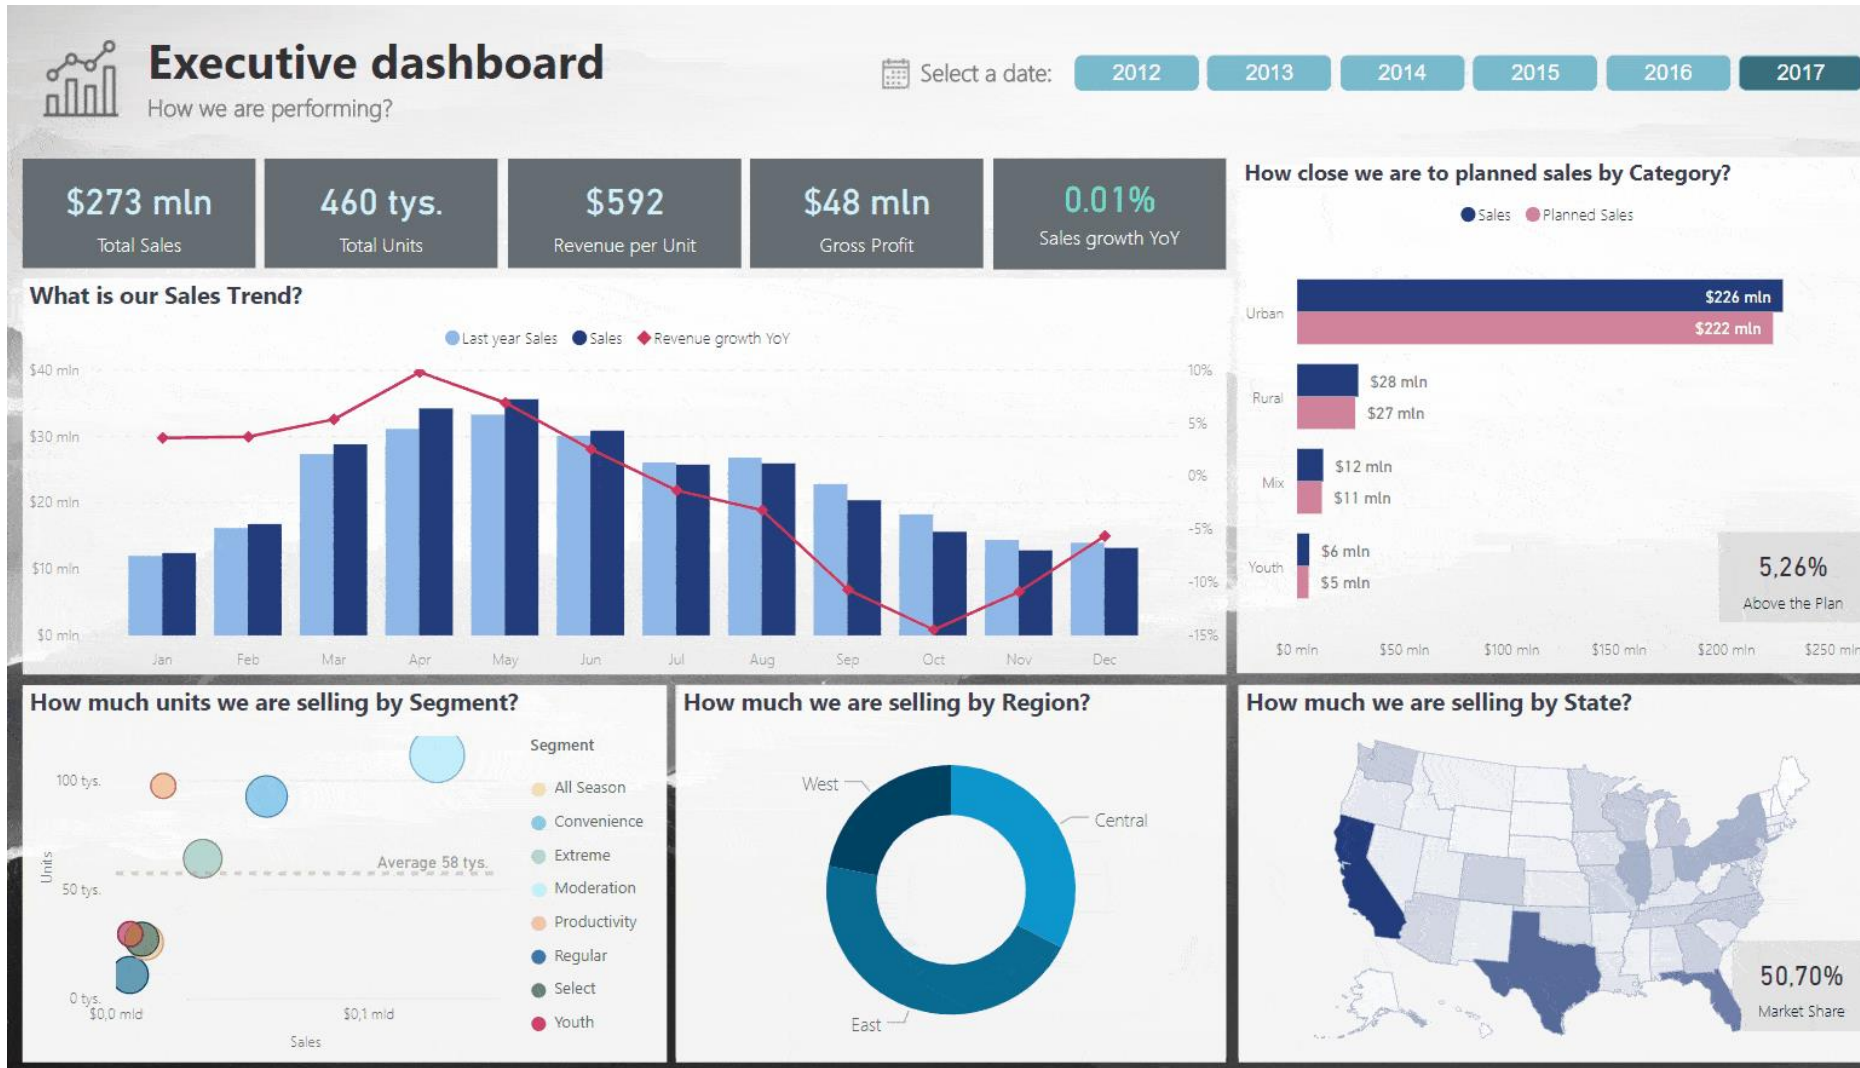 Executive dashboard
How we are performing?
Select a date:
2012
2013
2014
2015
2016
2017
$273 mln
Total Sales
460 tys.
Total Units
$592
Revenue per Unit
$48 mln
Gross Profit
0.01%
Sales growth YoY
What is our Sales Trend?
Last year Sales
Sales
Revenue growth YoY
$40 mln
$30 mln
$20 mln
$10 mln
$0 mln
10%
5%
0%
-5%
-10%
-15%
Jan
Feb
Mar
Apr
May
Jun
Jul
Aug
Sep
Oct
Nov
Dec
How close we are to planned sales by Category?
Sales
Planned Sales
Urban
$226 mln
$222 mln
Rural
$28 mln
$27 mln
Mix
$12 mln
$11 mln
Youth
$6 mln
$5 mln
5,26%
Above the Plan
$0 mln
$50 mln
$100 mln
$150 mln
$200 mln
$250 mln
How much units we are selling by Segment?
Units
100 tys.
50 tys.
0 tys.
Average 58 tys.
$0,0 mld
$0,1 mld
Sales
Segment
All Season
Convenience
Extreme
Moderation
Productivity
Regular
Select
Youth
How much we are selling by Region?
West
Central
East
How much we are selling by State?
50,70%
Market Share